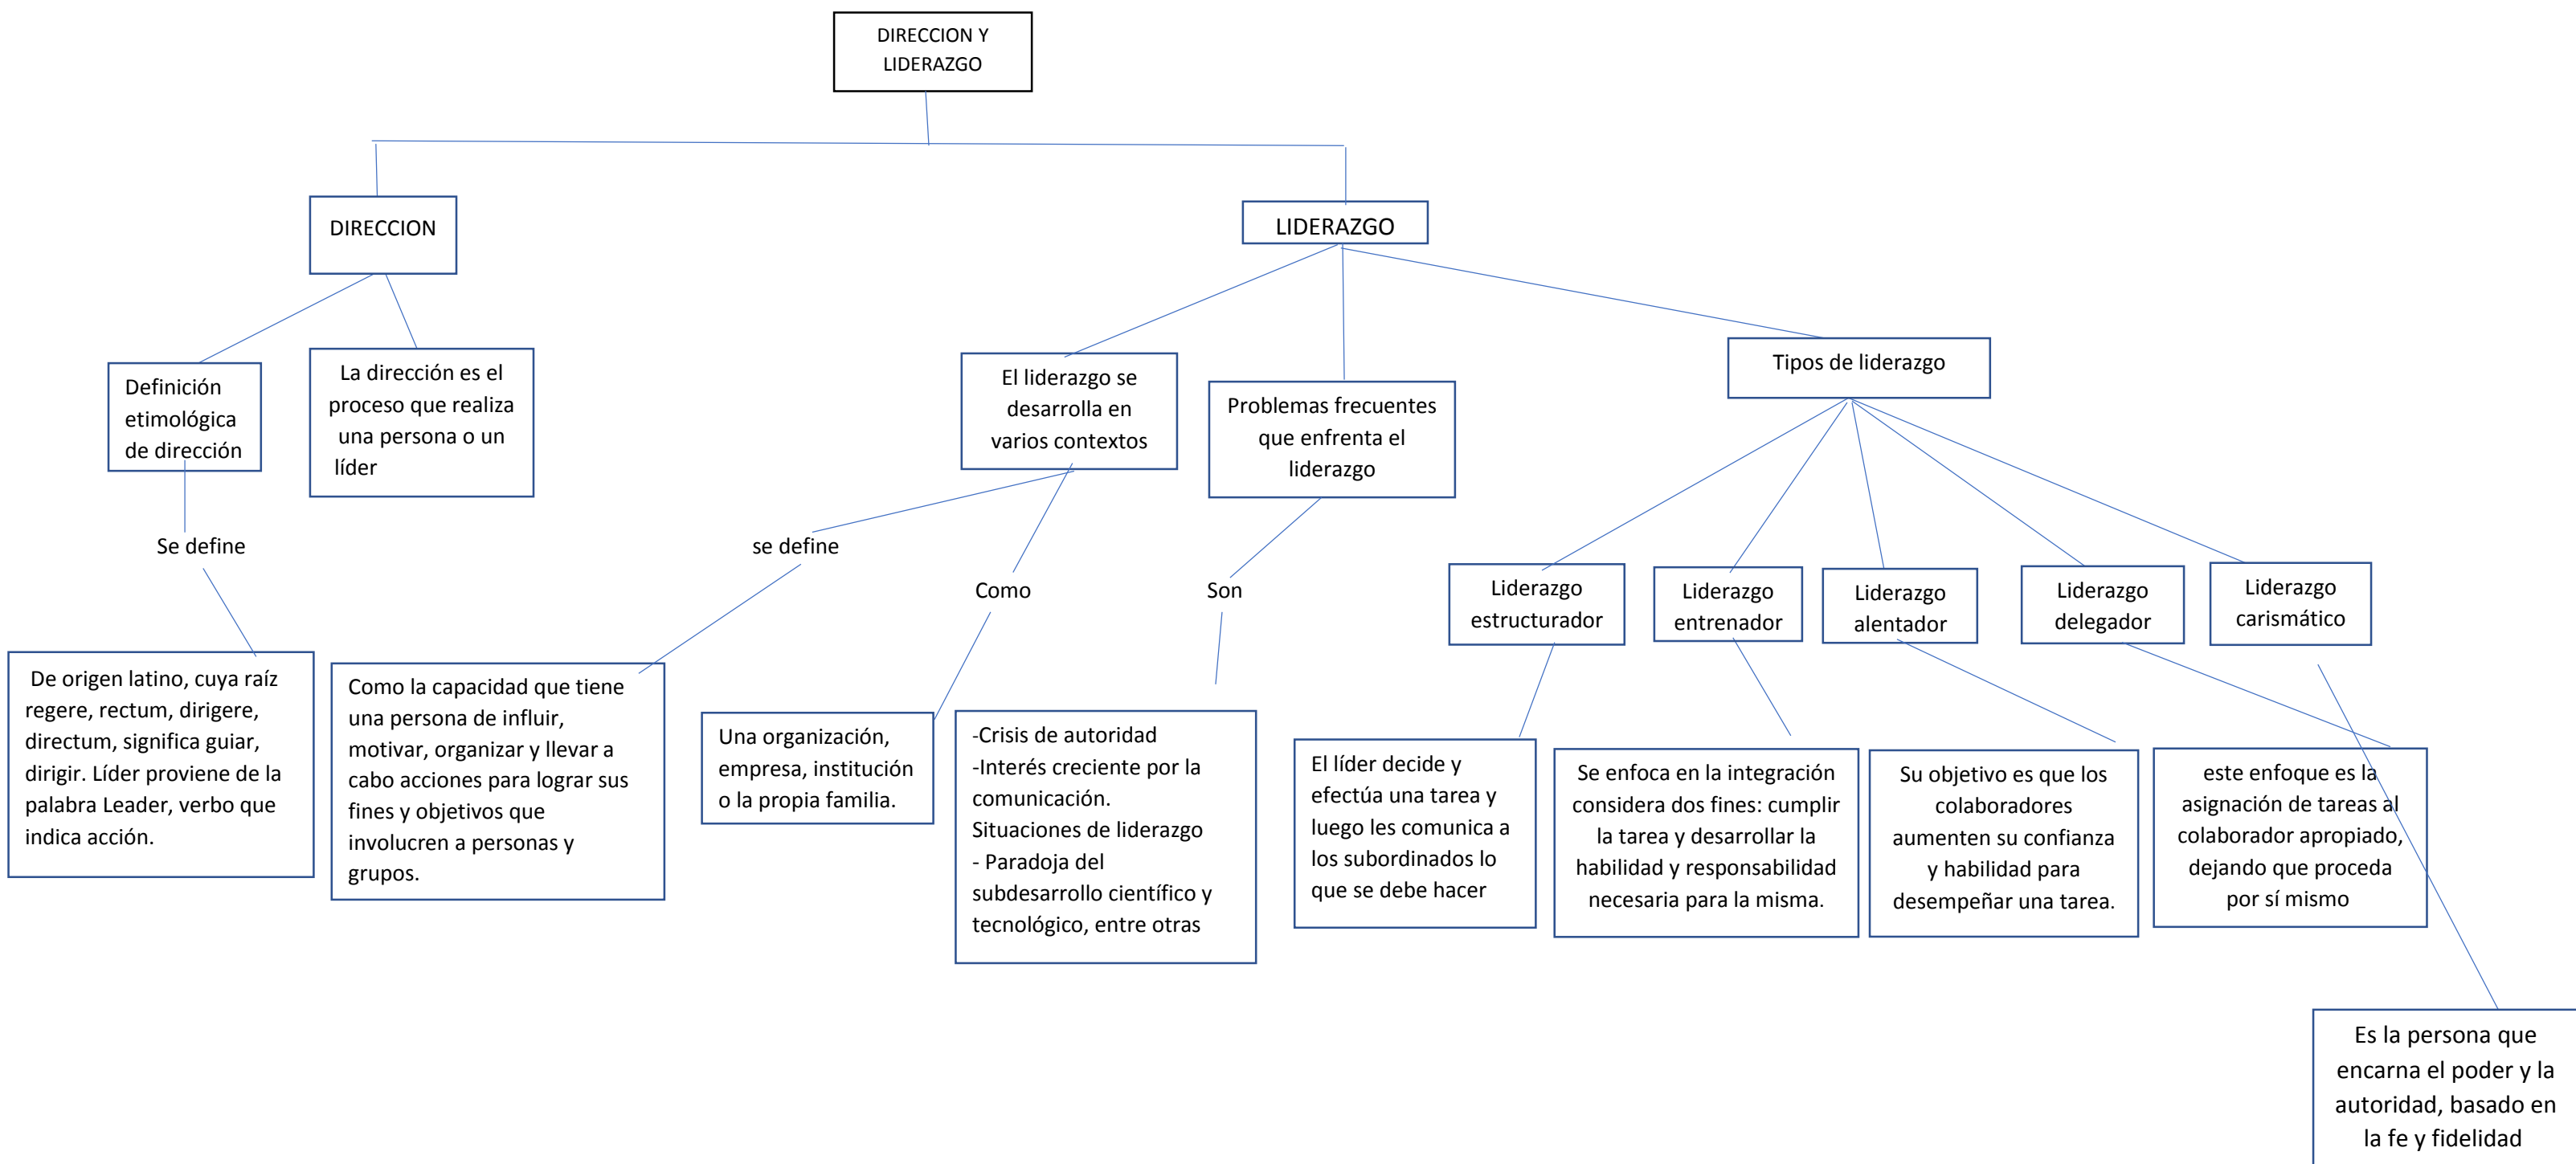 DIRECCION Y
LIDERAZGO
DIRECCION
LIDERAZGO
Definición
etimológica
de dirección
La dirección es el
proceso que realiza
una persona o un
líder
El liderazgo se
desarrolla en
varios contextos
Problemas frecuentes
que enfrenta el
liderazgo
Tipos de liderazgo
Se define
se define
Como
Son
Liderazgo
estructurador
Liderazgo
entrenador
Liderazgo
alentador
Liderazgo
delegador
Liderazgo
carismático
De origen latino, cuya raíz
regere, rectum, dirigere,
directum, significa guiar,
dirigir. Líder proviene de la
palabra Leader, verbo que
indica acción.
Como la capacidad que tiene
una persona de influir,
motivar, organizar y llevar a
cabo acciones para lograr sus
fines y objetivos que
involucren a personas y
grupos.
Una organización,
empresa, institución
o la propia familia.
-Crisis de autoridad
-Interés creciente por la
comunicación.
Situaciones de liderazgo
- Paradoja del
subdesarrollo científico y
tecnológico, entre otras
El líder decide y
efectúa una tarea y
luego les comunica a
los subordinados lo
que se debe hacer
Se enfoca en la integración
considera dos fines: cumplir
la tarea y desarrollar la
habilidad y responsabilidad
necesaria para la misma.
Su objetivo es que los
colaboradores
aumenten su confianza
y habilidad para
desempeñar una tarea.
este enfoque es la
asignación de tareas al
colaborador apropiado,
dejando que proceda
por sí mismo
Es la persona que
encarna el poder y la
autoridad, basado en
la fe y fidelidad